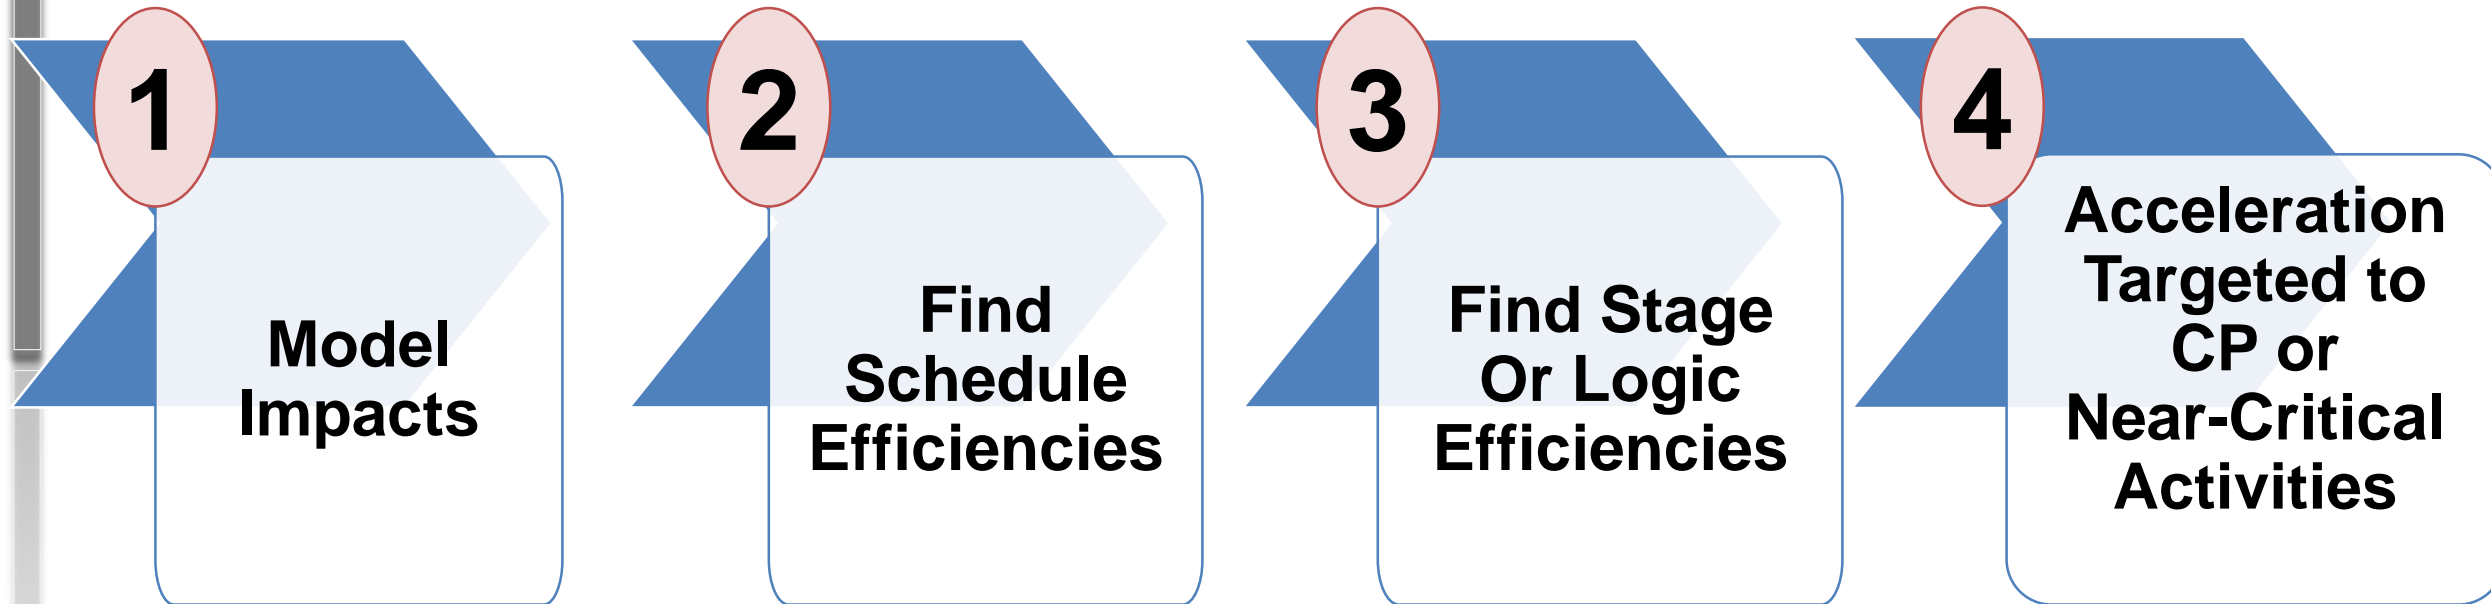 1
Model
Impacts
2
Find
Schedule
Efficiencies
3
Find Stage
Or Logic
Efficiencies
4
Acceleration
Targeted to
CP or
Near-Critical
Activities